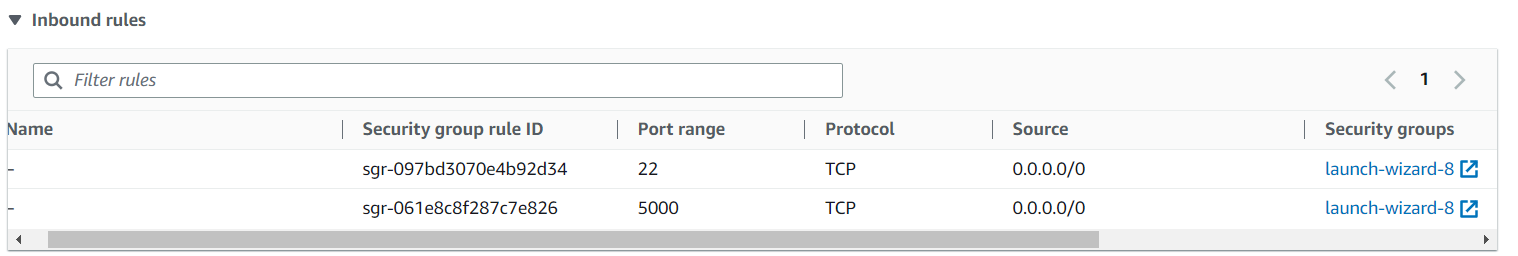 Inbound rules
Filter rules
1
Name Security group rule ID Port range Protocol Source Security groups
– sgr-097bd3070e4b92d34 22 TCP 0.0.0.0/0 launch-wizard-8
– sgr-061e8c8f287c7e826 5000 TCP 0.0.0.0/0 launch-wizard-8